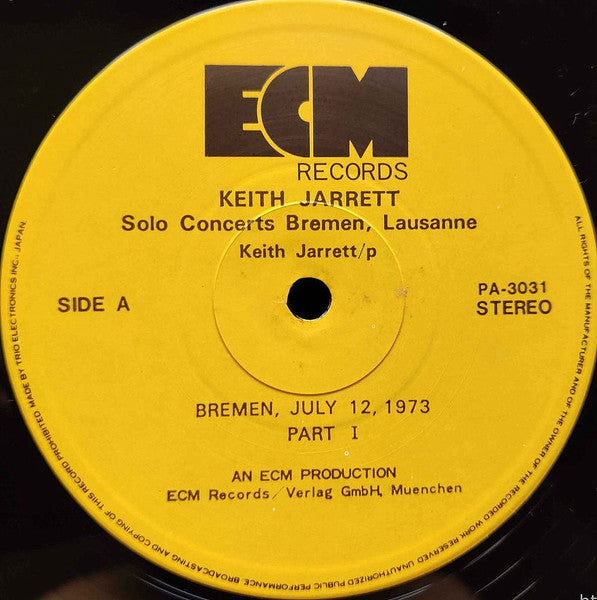 ECM
RECORDS
KEITH JARRETT
Solo Concerts Bremen, Lausanne
Keith Jarrett/p
SIDE A
PA-3031
STEREO
BREMEN, JULY 12, 1973
PART I
AN ECM PRODUCTION
ECM Records/Verlag GmbH, Muenchen
ALL RIGHTS OF THE MANUFACTURER AND OF THE OWNER OF THE RECORDED WORK RESERVED. UNAUTHORIZED PUBLIC PERFORMANCE, BROADCASTING AND COPYING OF THIS RECORD PROHIBITED MADE BY TRIO ELECTRONICS INC., JAPAN.